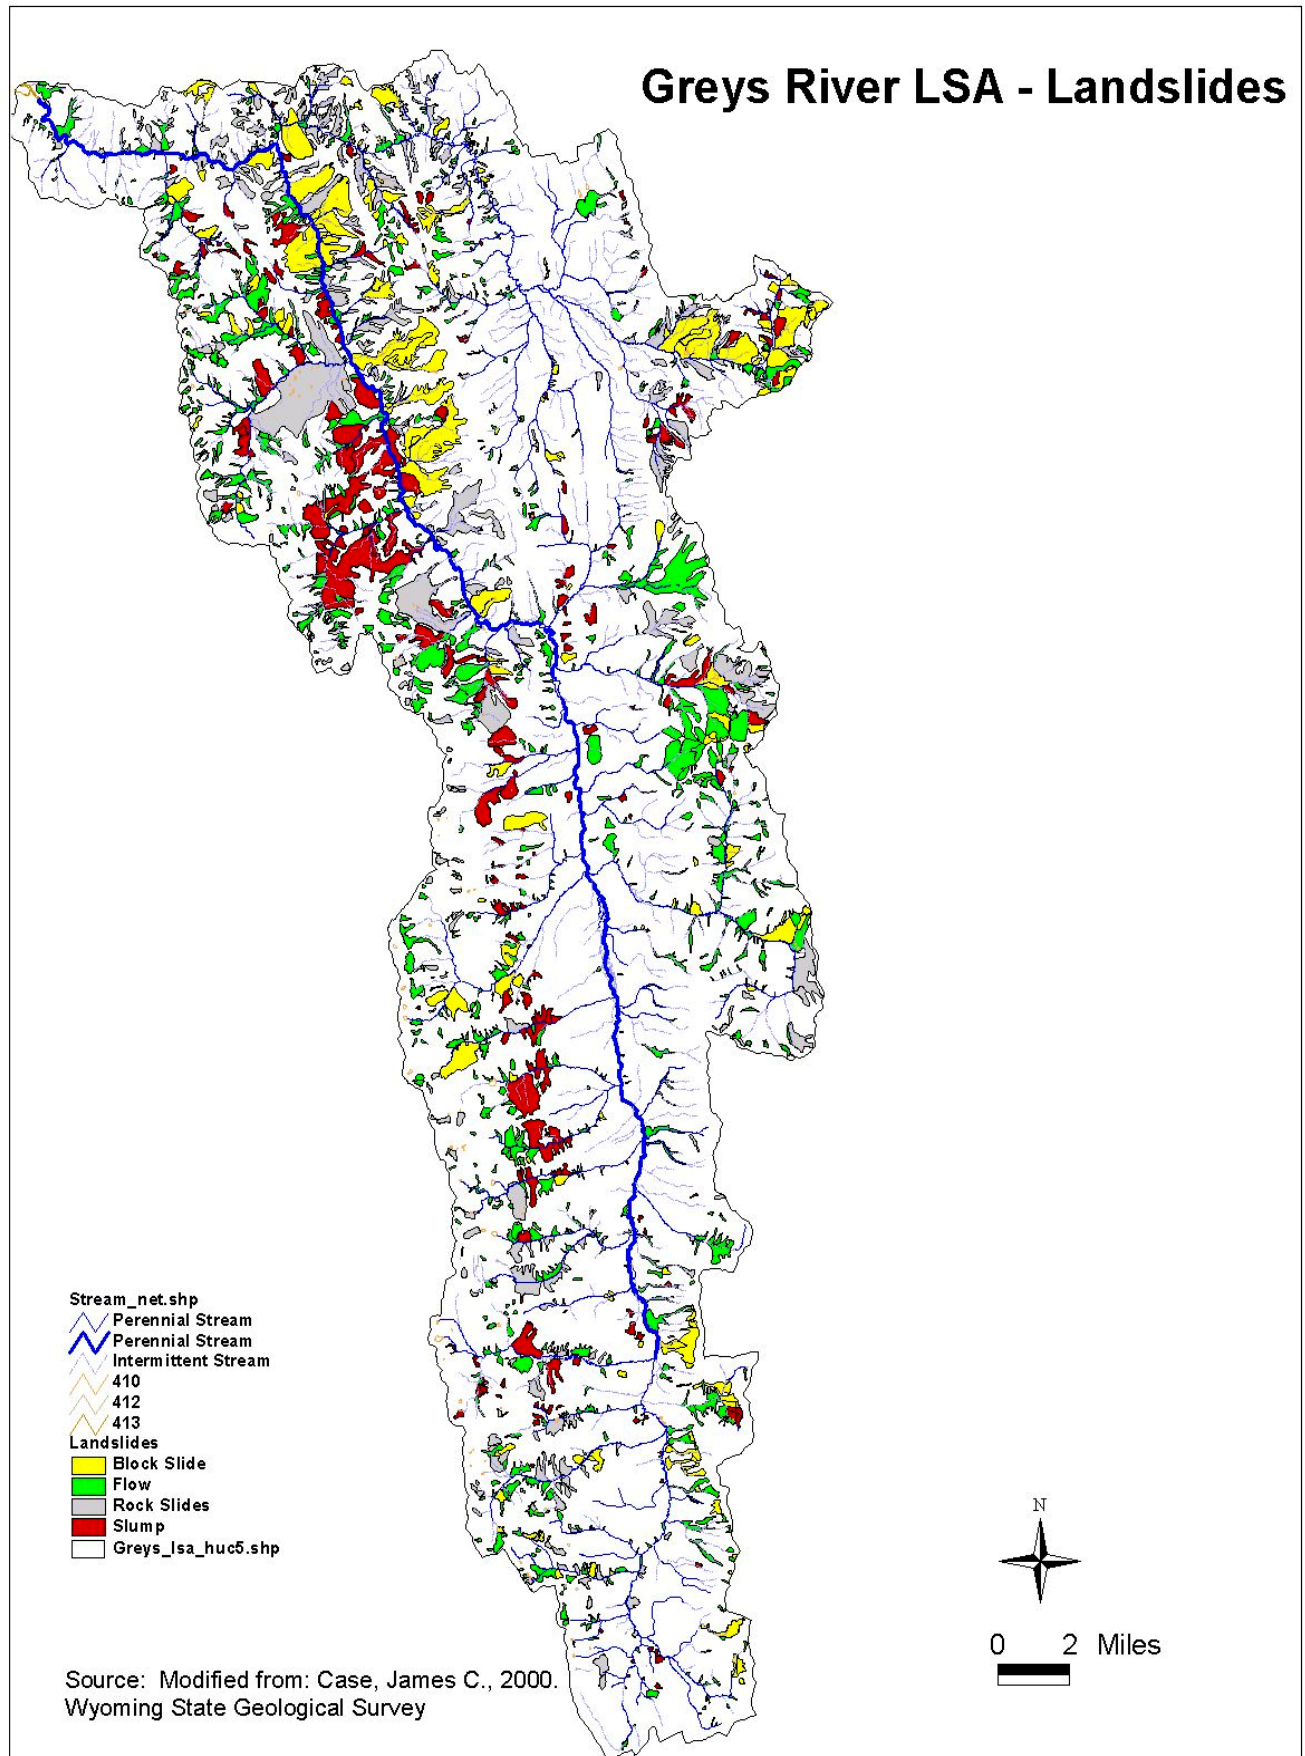 Greys River LSA - Landslides
Stream_net.shp
Perennial Stream
Perennial Stream
Intermittent Stream
410
412
413
Landslides
Block Slide
Flow
Rock Slides
Slump
Greys_lsa_huc5.shp
N
0 2 Miles
Source: Modified from: Case, James C., 2000.
Wyoming State Geological Survey